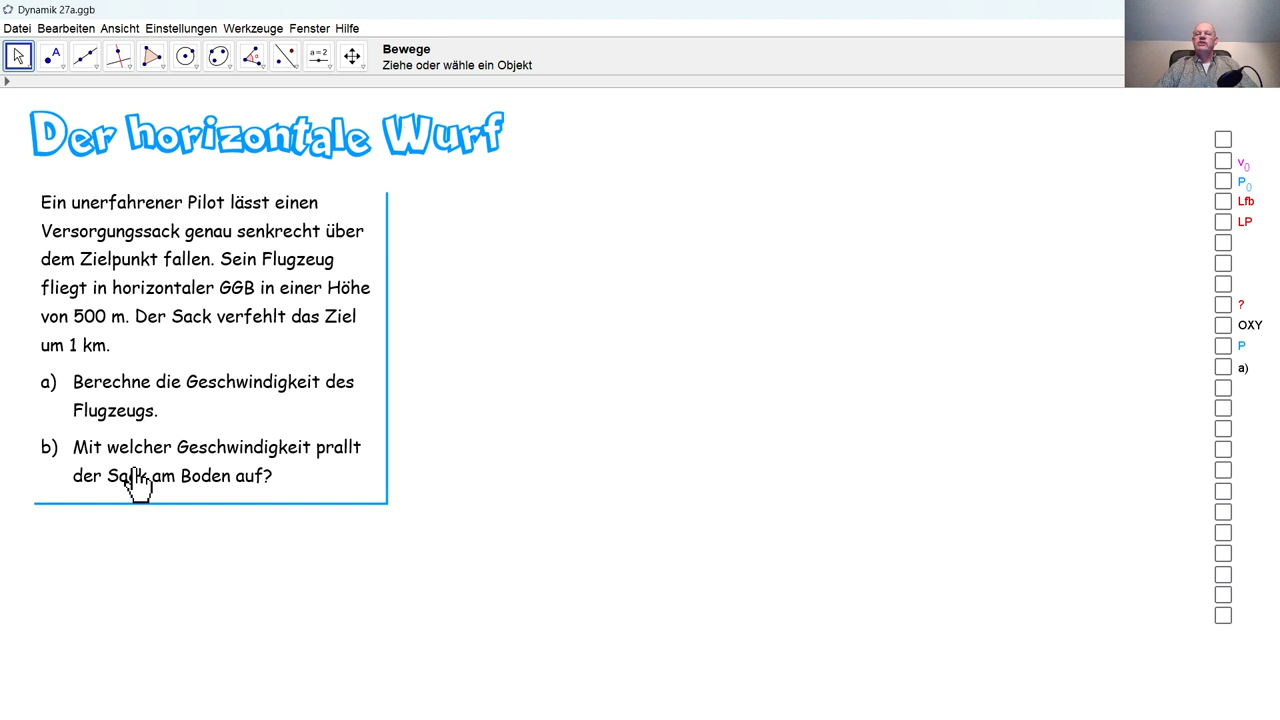 Dynamik 27a.ggb
Datei Bearbeiten Ansicht Einstellungen Werkzeuge Fenster Hilfe
A
a=2
Bewege
Ziehe oder wähle ein Objekt
Der horizontale Wurf
Ein unerfahrener Pilot lässt einen
Versorgungssack genau senkrecht über
dem Zielpunkt fallen. Sein Flugzeug
fliegt in horizontaler GGB in einer Höhe
von 500 m. Der Sack verfehlt das Ziel
um 1 km.
a) Berechne die Geschwindigkeit des
Flugzeugs.
b) Mit welcher Geschwindigkeit prallt
der Sack am Boden auf?
v0
P0
Lfb
LP
?
OXY
P
a)